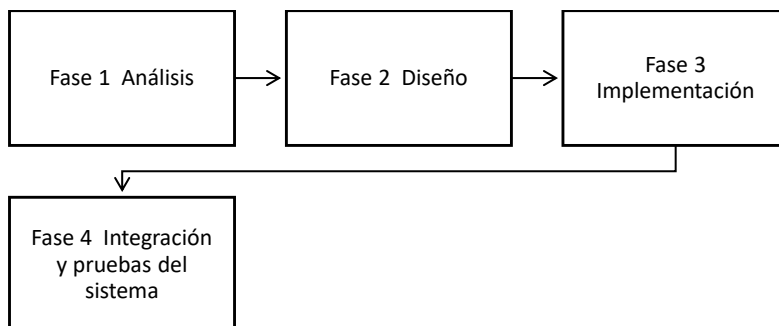 Fase 1  Análisis
Fase 2  Diseño
Fase 3
Implementación
Fase 4  Integración
y pruebas del
sistema